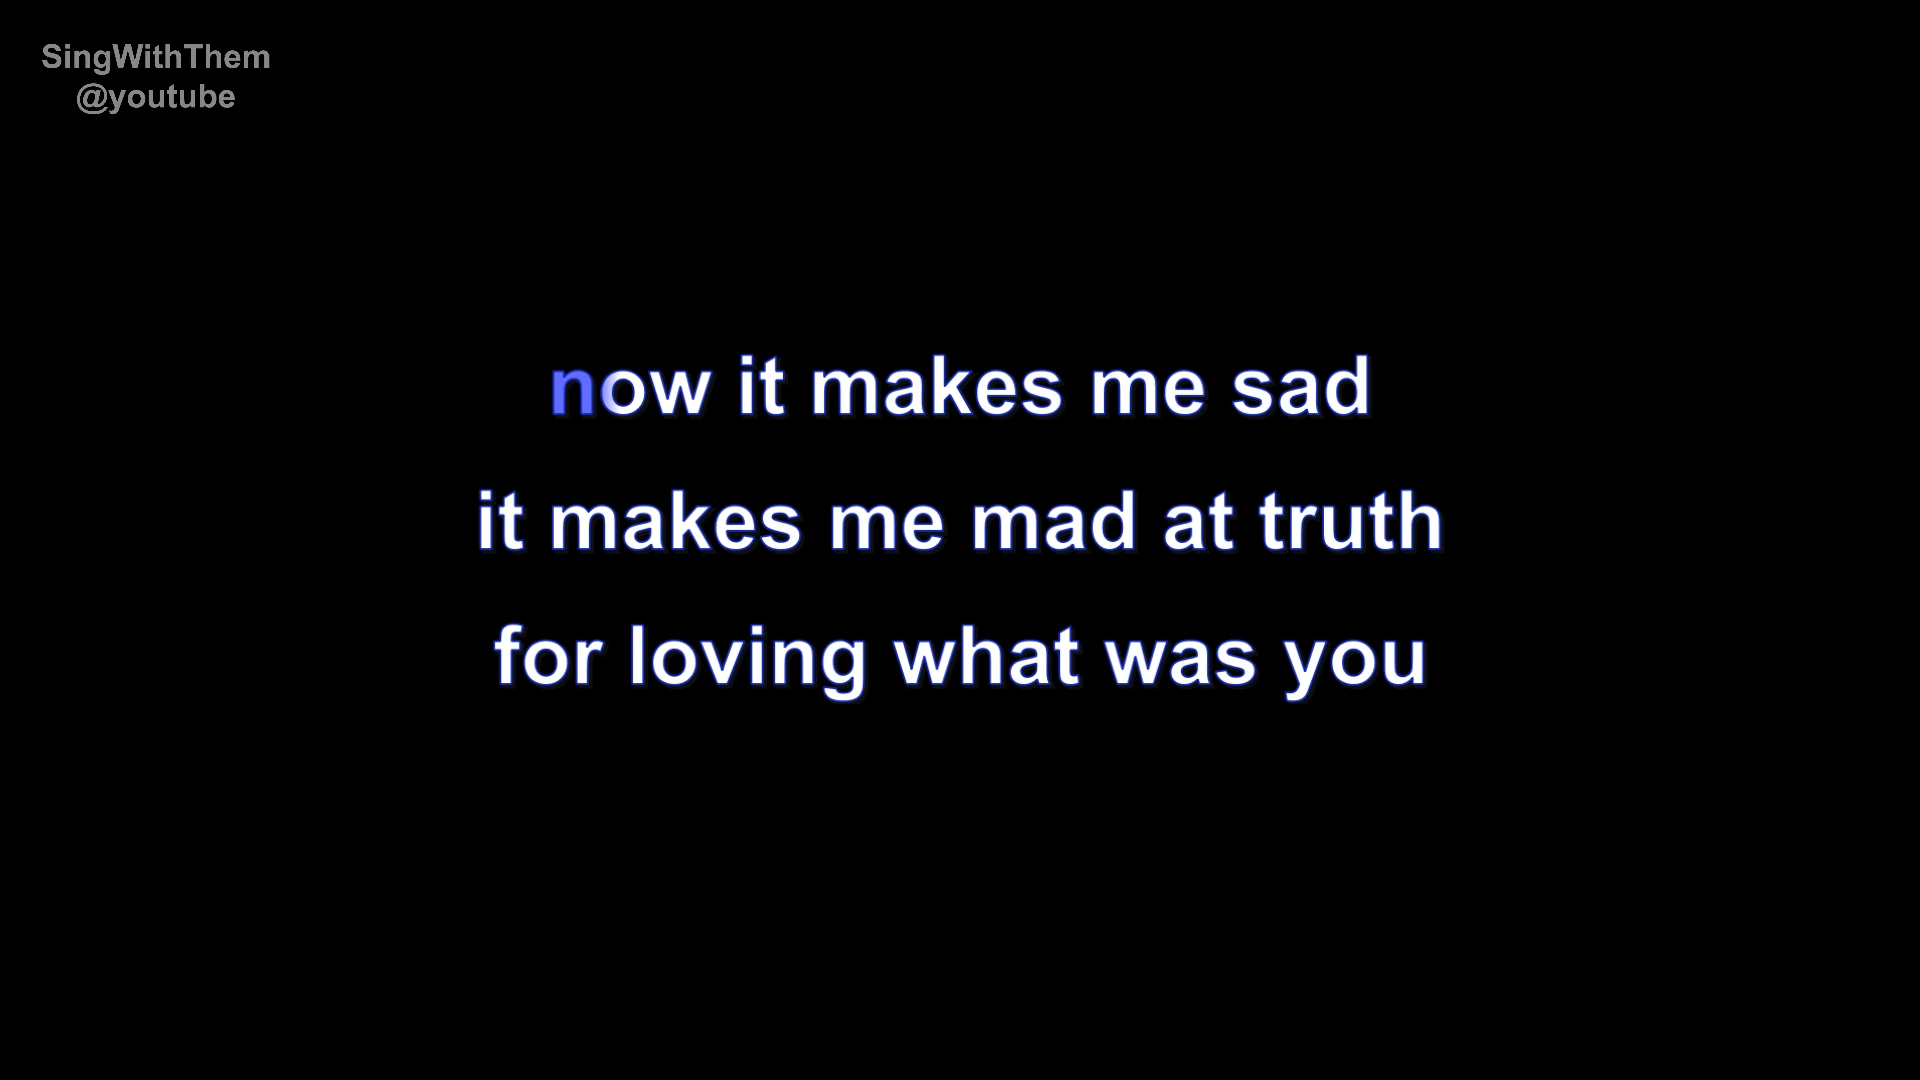 SingWithThem
@youtube
now it makes me sad
it makes me mad at truth
for loving what was you